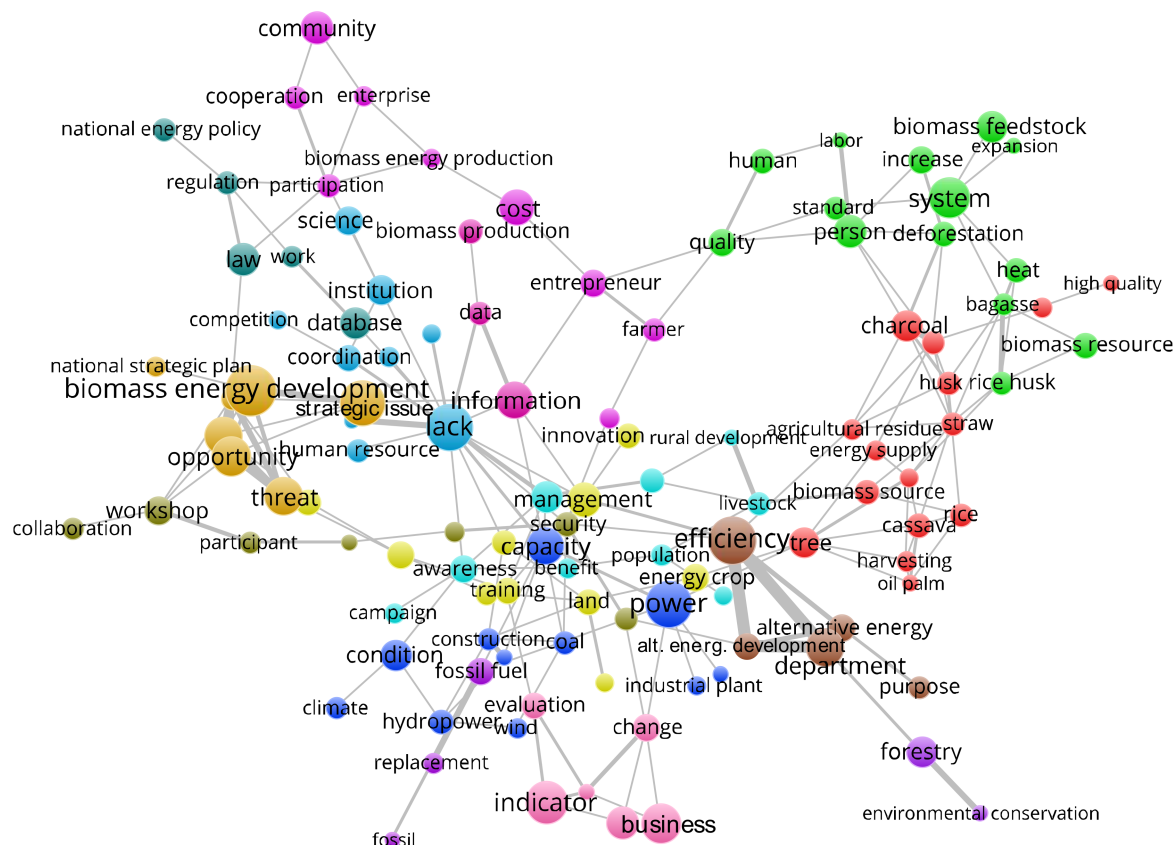 community
cooperation
enterprise
national energy policy
biomass feedstock
labor
expansion
human
increase
biomass energy production
regulation
participation
system
standard
cost
science
biomass production
person
deforestation
quality
law
work
heat
high quality
institution
entrepreneur
bagasse
data
competition
database
farmer
charcoal
biomass resource
coordination
national strategic plan
biomass energy development
husk
rice husk
strategic issue
information
lack
straw
agricultural residue
innovation
rural development
human resource
energy supply
opportunity
threat
management
livestock
biomass source
workshop
rice
collaboration
security
cassava
participant
capacity
efficiency
tree
population
harvesting
awareness
benefit
energy crop
oil palm
training
land
power
campaign
alternative energy
construction
coal
alt. energ. development
condition
department
fossil fuel
industrial plant
purpose
climate
evaluation
hydropower
wind
change
forestry
replacement
indicator
environmental conservation
business
fossil